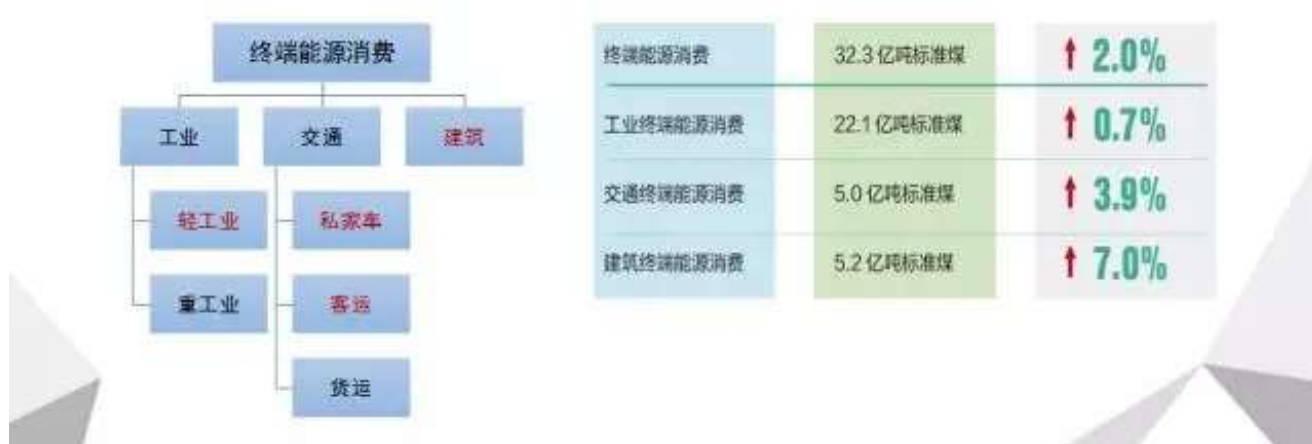 终端能源消费
工业
交通
建筑
轻工业
私家车
重工业
客运
货运
终端能源消费 32.3 亿吨标准煤 2.0%
工业终端能源消费 22.1 亿吨标准煤 0.7%
交通终端能源消费 5.0 亿吨标准煤 3.9%
建筑终端能源消费 5.2 亿吨标准煤 7.0%